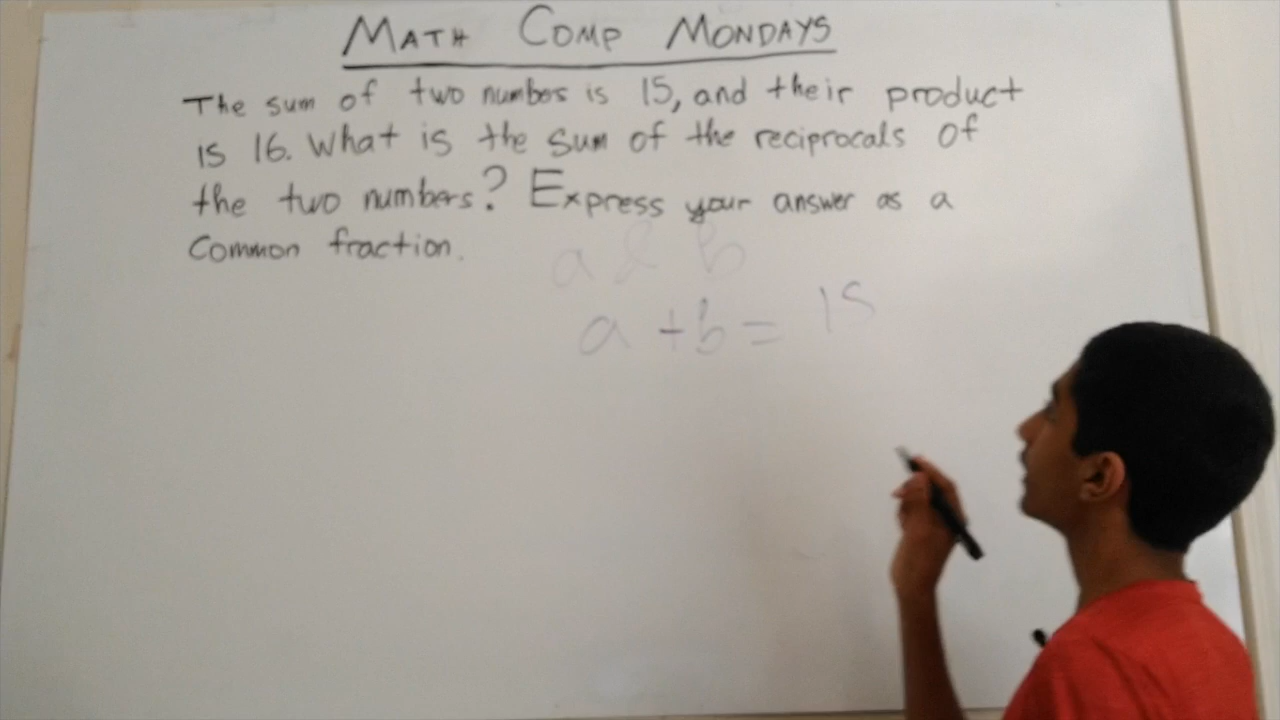 MATH COMP MONDAYS
The sum of two numbers is 15, and their product
is 16. What is the sum of the reciprocals of
the two numbers? Express your answer as a
Common fraction.
a & b
a + b = 15